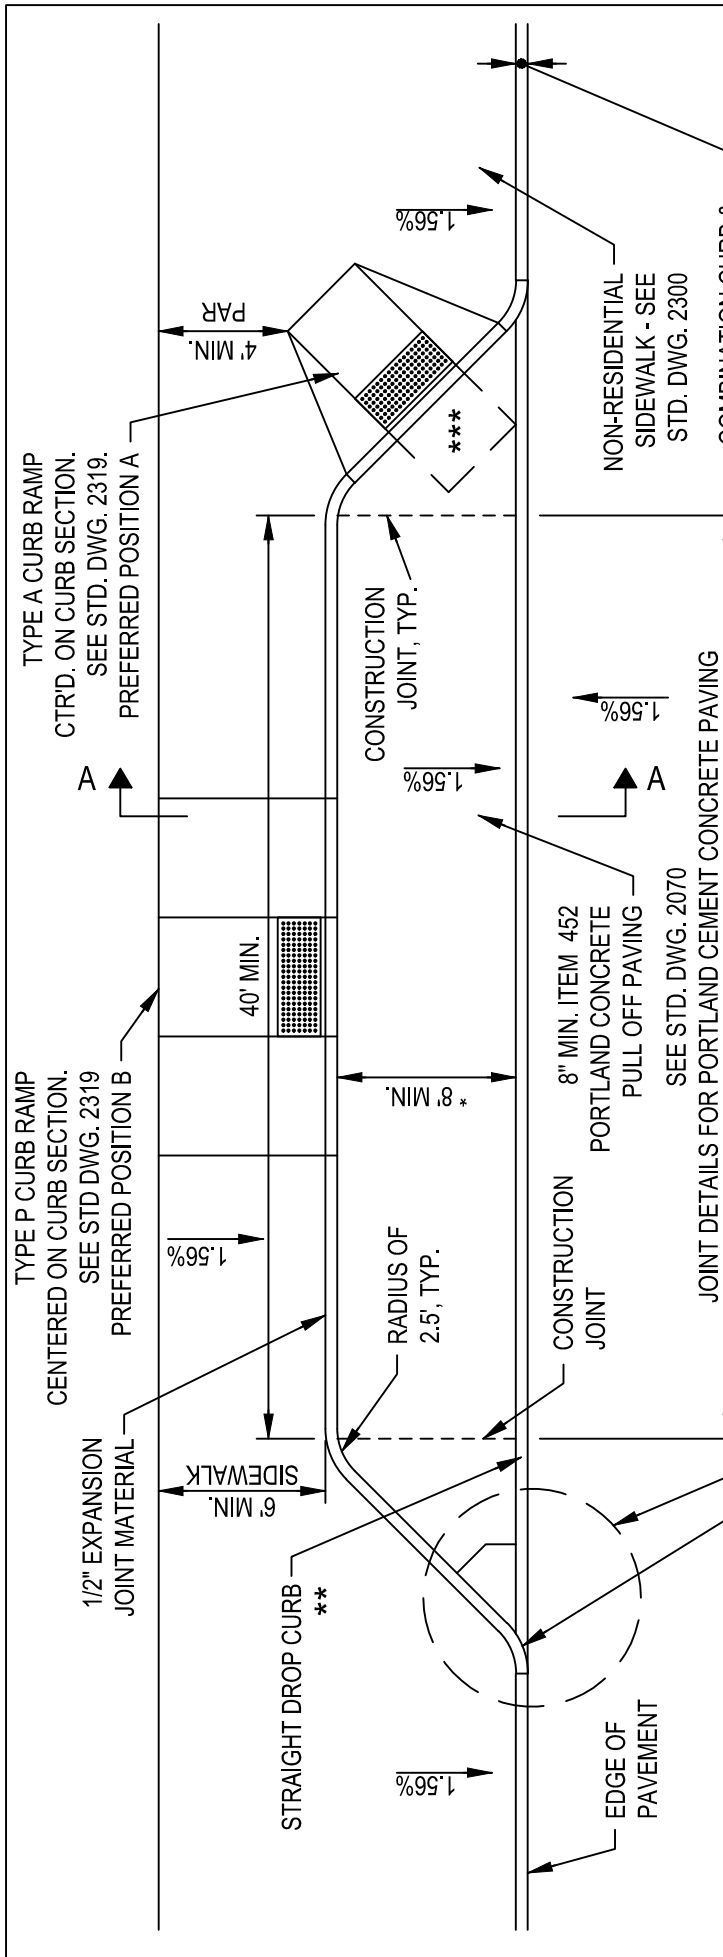 TYPE P CURB RAMP
CENTERED ON CURB SECTION.
SEE STD DWG. 2319
PREFERRED POSITION B
TYPE A CURB RAMP
CTR'D. ON CURB SECTION.
SEE STD. DWG. 2319.
PREFERRED POSITION A
1/2" EXPANSION
JOINT MATERIAL
6' MIN.
SIDEWALK
1.56%
40' MIN.
A
4' MIN.
PAR
1.56%
STRAIGHT DROP CURB
**
RADIUS OF
2.5', TYP.
* 8' MIN.
CONSTRUCTION
JOINT, TYP.
1.56%
***
1.56%
EDGE OF
PAVEMENT
CONSTRUCTION
JOINT
8" MIN. ITEM 452
PORTLAND CONCRETE
PULL OFF PAVING
A
1.56%
NON-RESIDENTIAL
SIDEWALK - SEE
STD. DWG. 2300
SEE STD. DWG. 2070
JOINT DETAILS FOR PORTLAND CEMENT CONCRETE PAVING